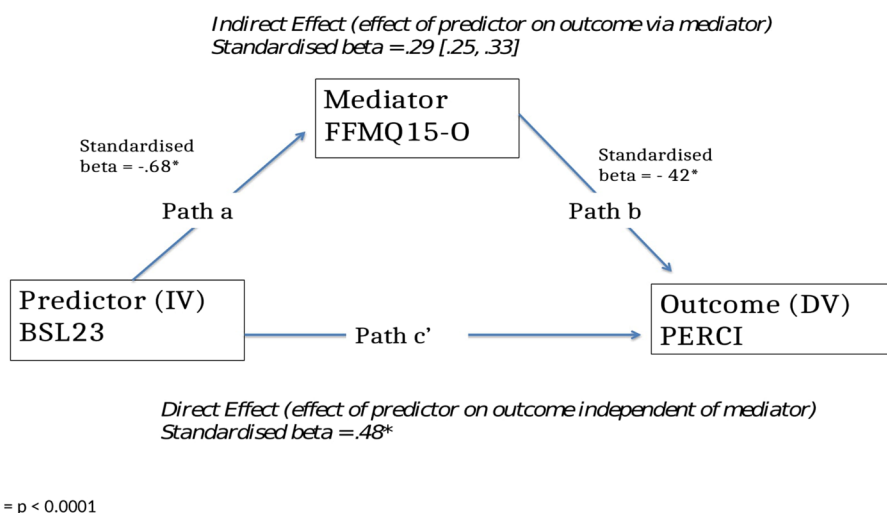 Indirect Effect (effect of predictor on outcome via mediator)
Standardised beta = .29 [.25, .33]
Mediator
FFMQ15-O
Standardised
beta = -.68*
Standardised
beta = - 42*
Path a
Path b
Predictor (IV)
BSL23
Outcome (DV)
PERCI
Path c’
Direct Effect (effect of predictor on outcome independent of mediator)
Standardised beta = .48*
= p < 0.0001